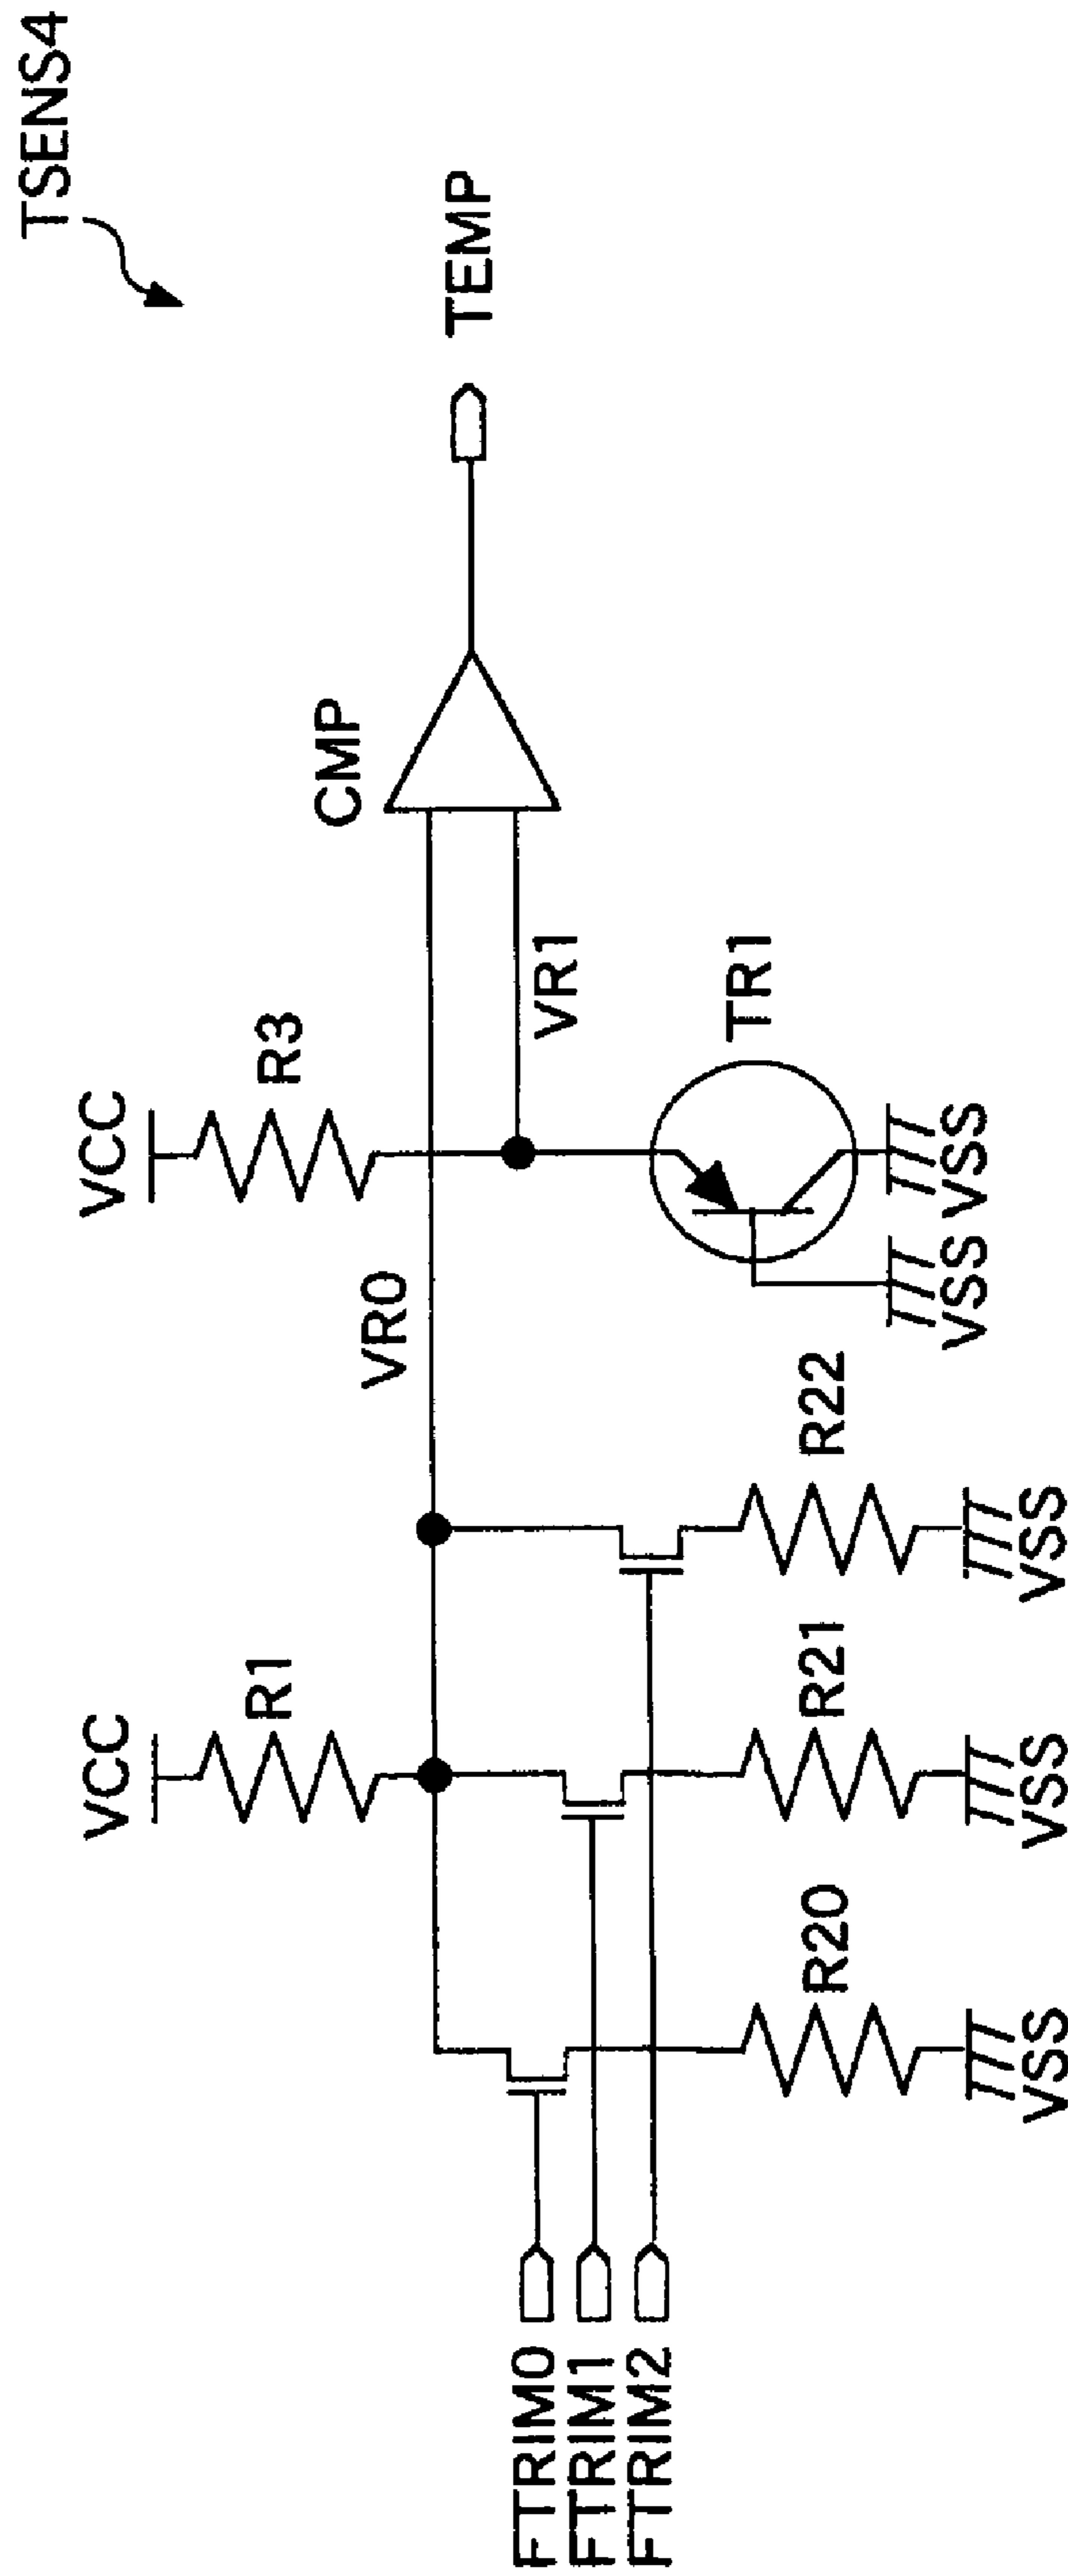 TSENS4
VCC
R1
VCC
R3
VR0
CMP
TEMP
VR1
TR1
FTRIM0
FTRIM1
FTRIM2
R20
R21
R22
VSS
VSS
VSS
VSS
VSS